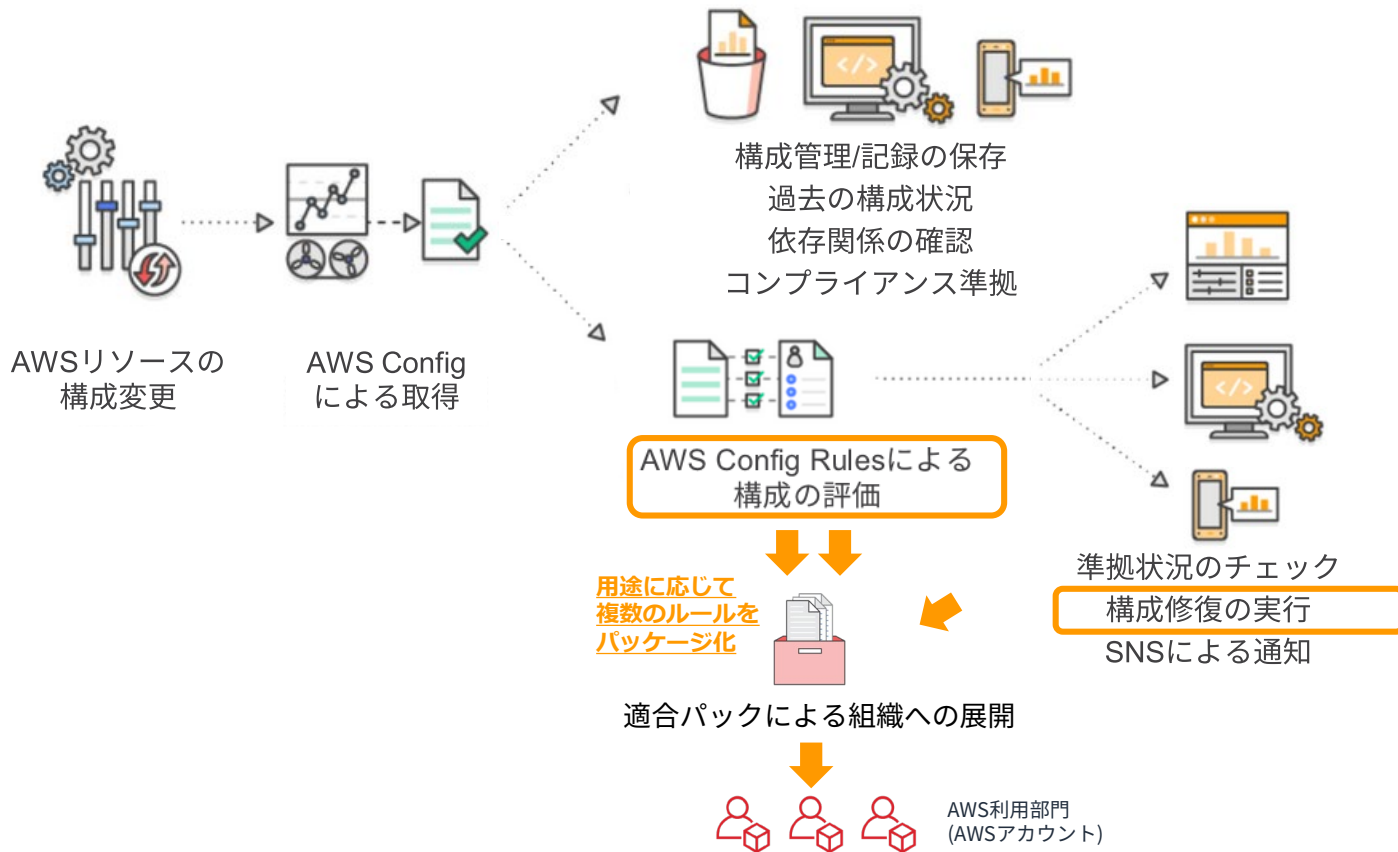 構成管理/記録の保存
過去の構成状況
依存関係の確認
コンプライアンス準拠
AWSリソースの
構成変更
AWS Config
による取得
AWS Config Rulesによる
構成の評価
準拠状況のチェック
構成修復の実行
SNSによる通知
用途に応じて
複数のルールを
パッケージ化
適合パックによる組織への展開
AWS利用部門
(AWSアカウント)